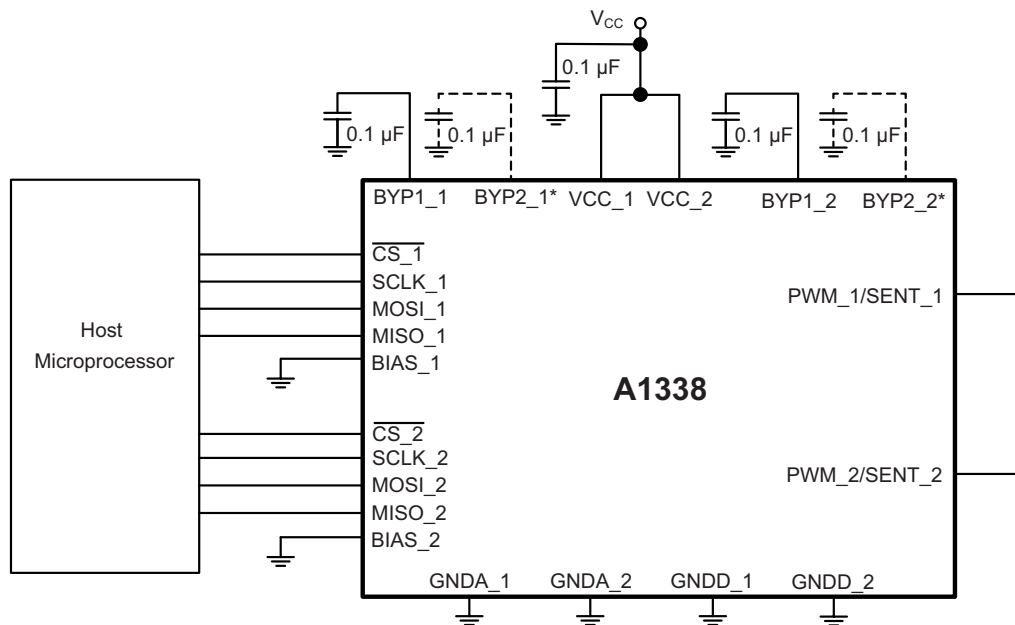 V_CC
0.1 µF
0.1 µF
0.1 µF
0.1 µF
0.1 µF
BYP1_1
BYP2_1*
VCC_1
VCC_2
BYP1_2
BYP2_2*
Host
Microprocessor
CS_1
SCLK_1
MOSI_1
MISO_1
BIAS_1
CS_2
SCLK_2
MOSI_2
MISO_2
BIAS_2
A1338
PWM_1/SENT_1
PWM_2/SENT_2
GNDA_1
GNDA_2
GNDD_1
GNDD_2